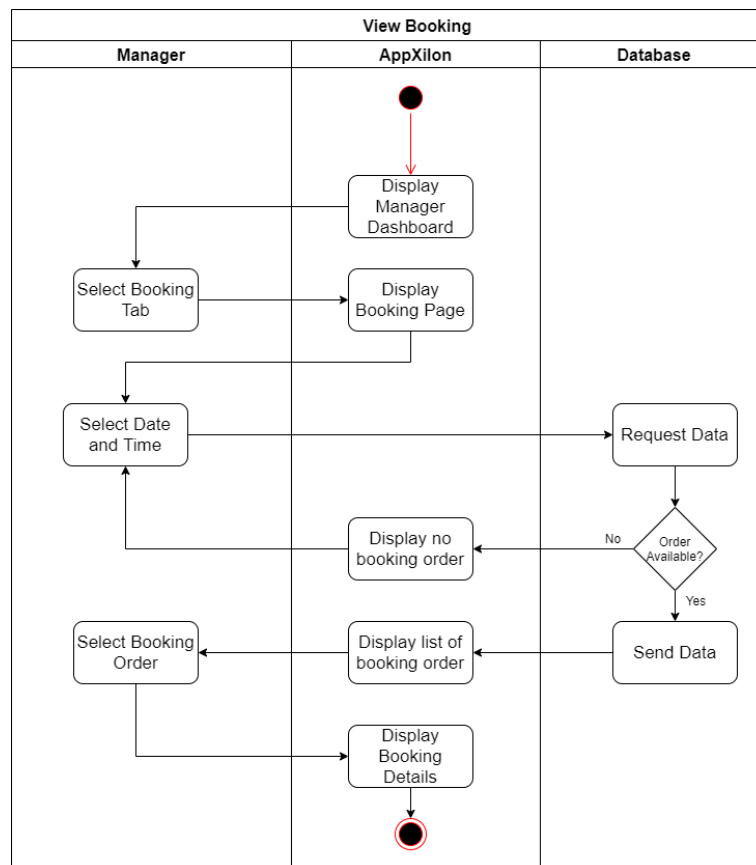 View Booking
Manager
AppXilon
Database
Display
Manager
Dashboard
Select Booking
Tab
Display
Booking Page
Select Date
and Time
Request Data
Order
Available?
No
Display no
booking order
Yes
Select Booking
Order
Display list of
booking order
Send Data
Display
Booking
Details